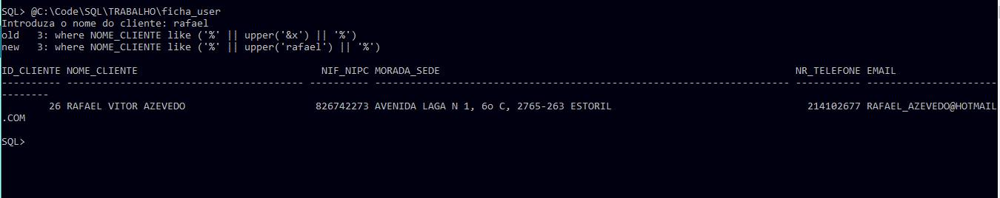 SQL> @C:\Code\SQL\TRABALHO\ficha_user
Introduza o nome do cliente: rafael
old   3: where NOME_CLIENTE like ('%' || upper('&x') || '%')
new   3: where NOME_CLIENTE like ('%' || upper('rafael') || '%')
ID_CLIENTE NOME_CLIENTE                               NIF_NIPC MORADA_SEDE                                                            NR_TELEFONE EMAIL
---------- ---------------------------------------- ---------- ---------------------------------------------------------------------- ----------- ----------------------
--------
        26 RAFAEL VITOR AZEVEDO                      826742273 AVENIDA LAGA N 1, 6o C, 2765-263 ESTORIL                                 214102677 RAFAEL_AZEVEDO@HOTMAIL
.COM
SQL>